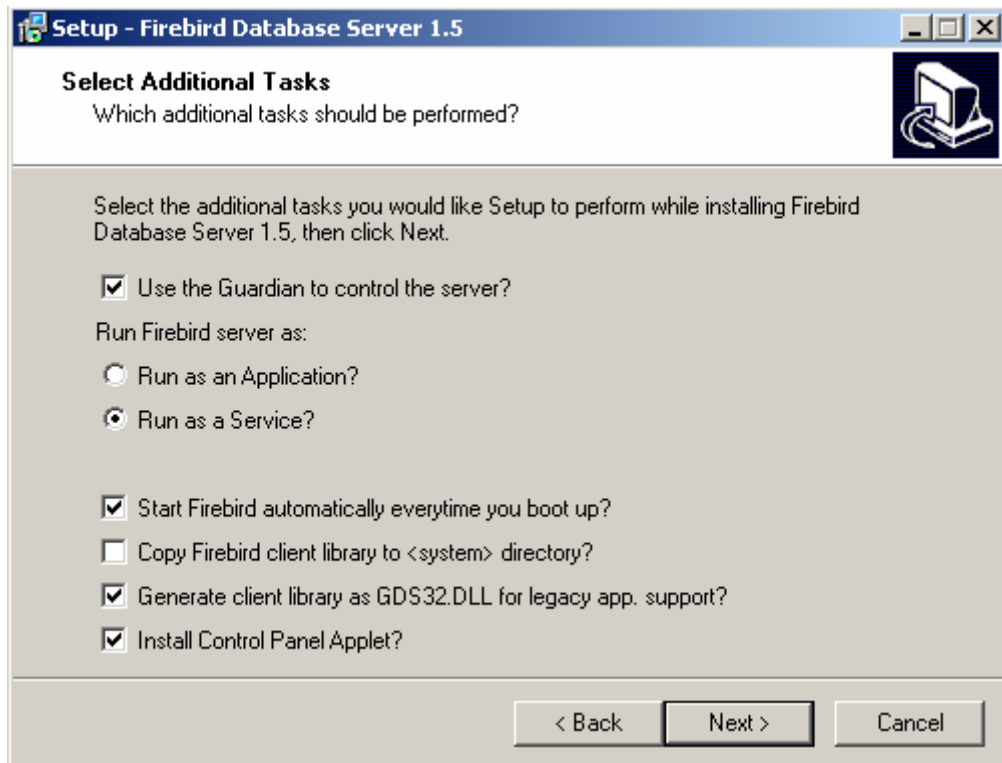 Setup - Firebird Database Server 1.5
Select Additional Tasks
Which additional tasks should be performed?
Select the additional tasks you would like Setup to perform while installing Firebird
Database Server 1.5, then click Next.
Use the Guardian to control the server?
Run Firebird server as:
Run as an Application?
Run as a Service?
Start Firebird automatically everytime you boot up?
Copy Firebird client library to <system> directory?
Generate client library as GDS32.DLL for legacy app. support?
Install Control Panel Applet?
< Back Next > Cancel